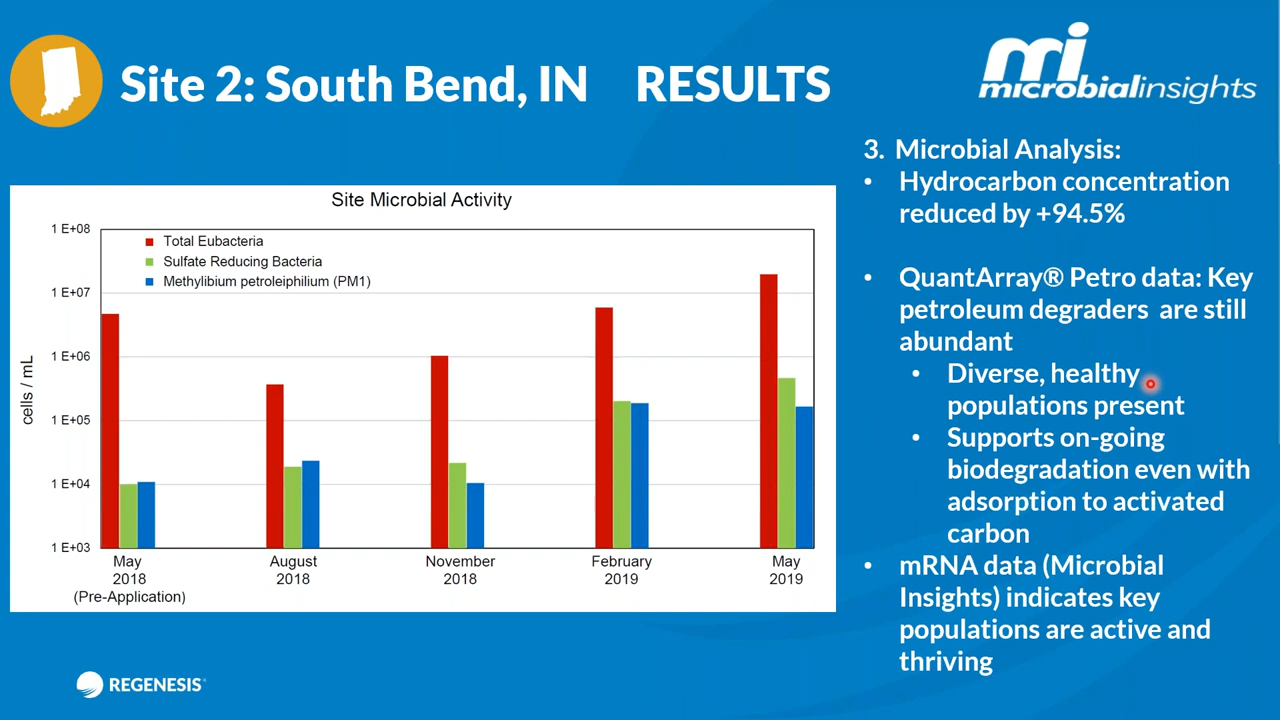 Site 2: South Bend, IN RESULTS
mi
microbialinsights
Site Microbial Activity
1 E+08
1 E+07
1 E+06
1 E+05
1 E+04
1 E+03
cells / mL
Total Eubacteria
Sulfate Reducing Bacteria
Methylibium petroleiphilium (PM1)
May
2018
(Pre-Application)
August
2018
November
2018
February
2019
May
2019
3. Microbial Analysis:
• Hydrocarbon concentration
reduced by +94.5%
• QuantArray® Petro data: Key
petroleum degraders are still
abundant
• Diverse, healthy
populations present
• Supports on-going
biodegradation even with
adsorption to activated
carbon
• mRNA data (Microbial
Insights) indicates key
populations are active and
thriving
REGENESIS